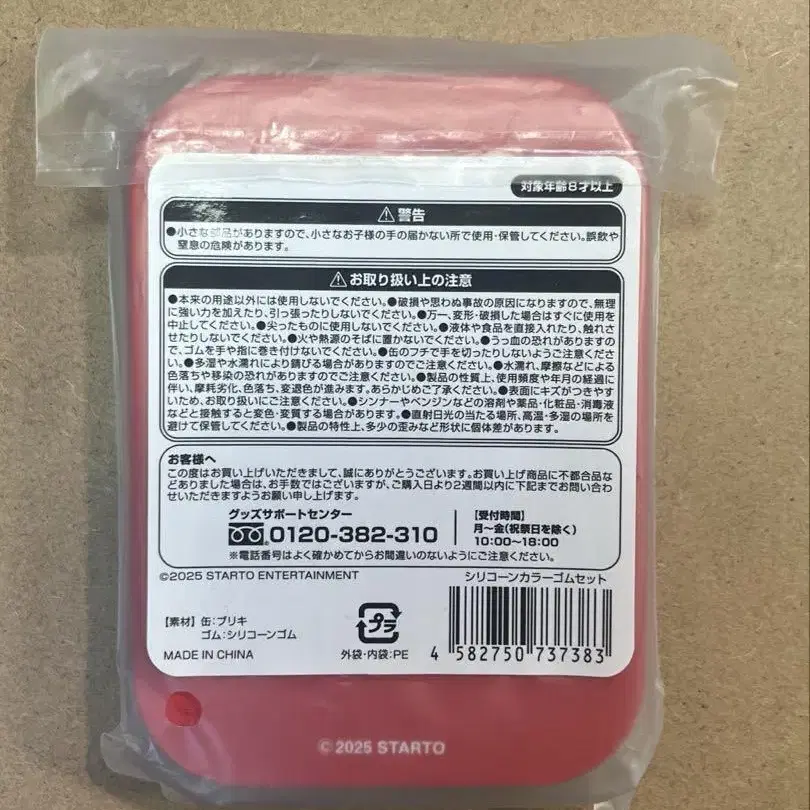 対象年齢8才以上
⚠警告
●小さな部品がありますので、小さなお子様の手の届かない所で使用・保管してください。誤飲や
窒息の危険があります。
⚠お取り扱い上の注意
●本来の用途以外には使用しないでください。●破損や思わぬ事故の原因になりますので、無理
に強い力を加えたり、引っ張ったりしないでください。●万一、変形・破損した場合はすぐに使用を
中止してください。●尖ったものに使用しないでください。●液体や食品を直接入れたり、触れさ
せたりしないでください。●火や熱源のそばに置かないでください。●うっ血の恐れがありますの
で、ゴムを手や指に巻き付けないでください。●缶のフチで手を切ったりしないようご注意くださ
い。●多湿や水濡れにより錆びる場合がありますのでご注意ください。●水濡れ、摩擦などによる
色落ちや移染の恐れがありますのでご注意ください。●製品の性質上、使用頻度や年月の経過に
伴い、摩耗劣化、色落ち、変退色が進みます。あらかじめご了承ください。●表面にキズがつきやす
いため、お取り扱いにご注意ください。●シンナーやベンジンなどの溶剤や薬品・化粧品・消毒液
などと接触すると変色・変質する場合があります。●直射日光の当たる場所、高温・多湿の場所を
避けて保管してください。●製品の特性上、多少の歪みなど形状に個体差があります。
お客様へ
この度はお買い上げいただきまして、誠にありがとうございます。お買い上げ商品に不都合な
どありました場合は、お手数ではございますが、ご購入日より2週間以内に下記までお問い合わ
せいただきますようお願い申し上げます。
グッズサポートセンター
0120-382-310
【受付時間】
月～金(祝祭日を除く)
10:00～18:00
※電話番号はよく確かめてからお間違いのないようにご注意ください。
©2025 STARTO ENTERTAINMENT
シリコーンカラーゴムセット
【素材】缶:ブリキ
ゴム:シリコーンゴム
MADE IN CHINA
プラ
外袋・内袋:PE
4 582750 737383
© 2025 STARTO